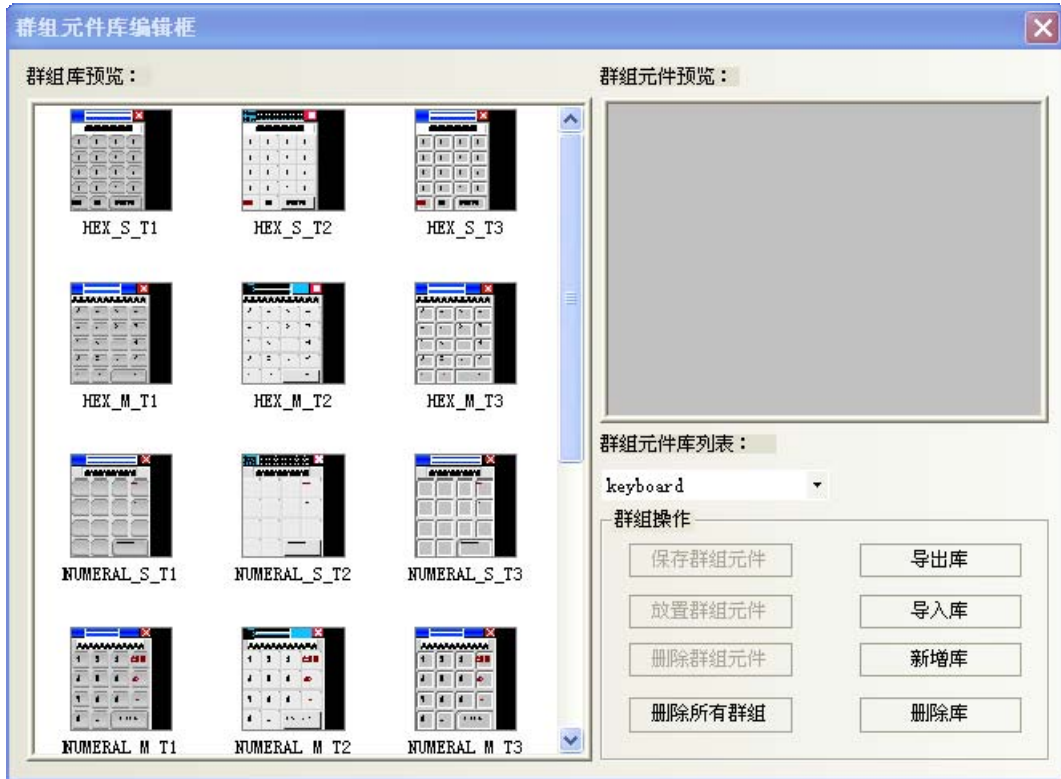 群组元件库编辑框
群组库预览：
HEX_S_T1 HEX_S_T2 HEX_S_T3
HEX_M_T1 HEX_M_T2 HEX_M_T3
NUMERAL_S_T1 NUMERAL_S_T2 NUMERAL_S_T3
NUMERAL_M_T1 NUMERAL_M_T2 NUMERAL_M_T3
群组元件预览：
群组元件库列表：
keyboard
群组操作
保存群组元件 导出库
放置群组元件 导入库
删除群组元件 新增库
删除所有群组 删除库